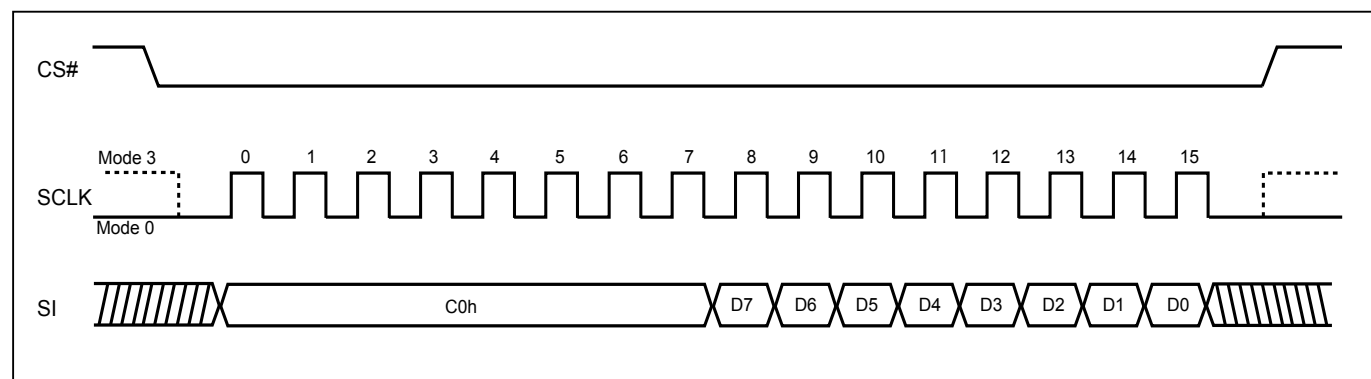 CS#
Mode 3
0 1 2 3 4 5 6 7 8 9 10 11 12 13 14 15
SCLK
Mode 0
SI
C0h D7 D6 D5 D4 D3 D2 D1 D0